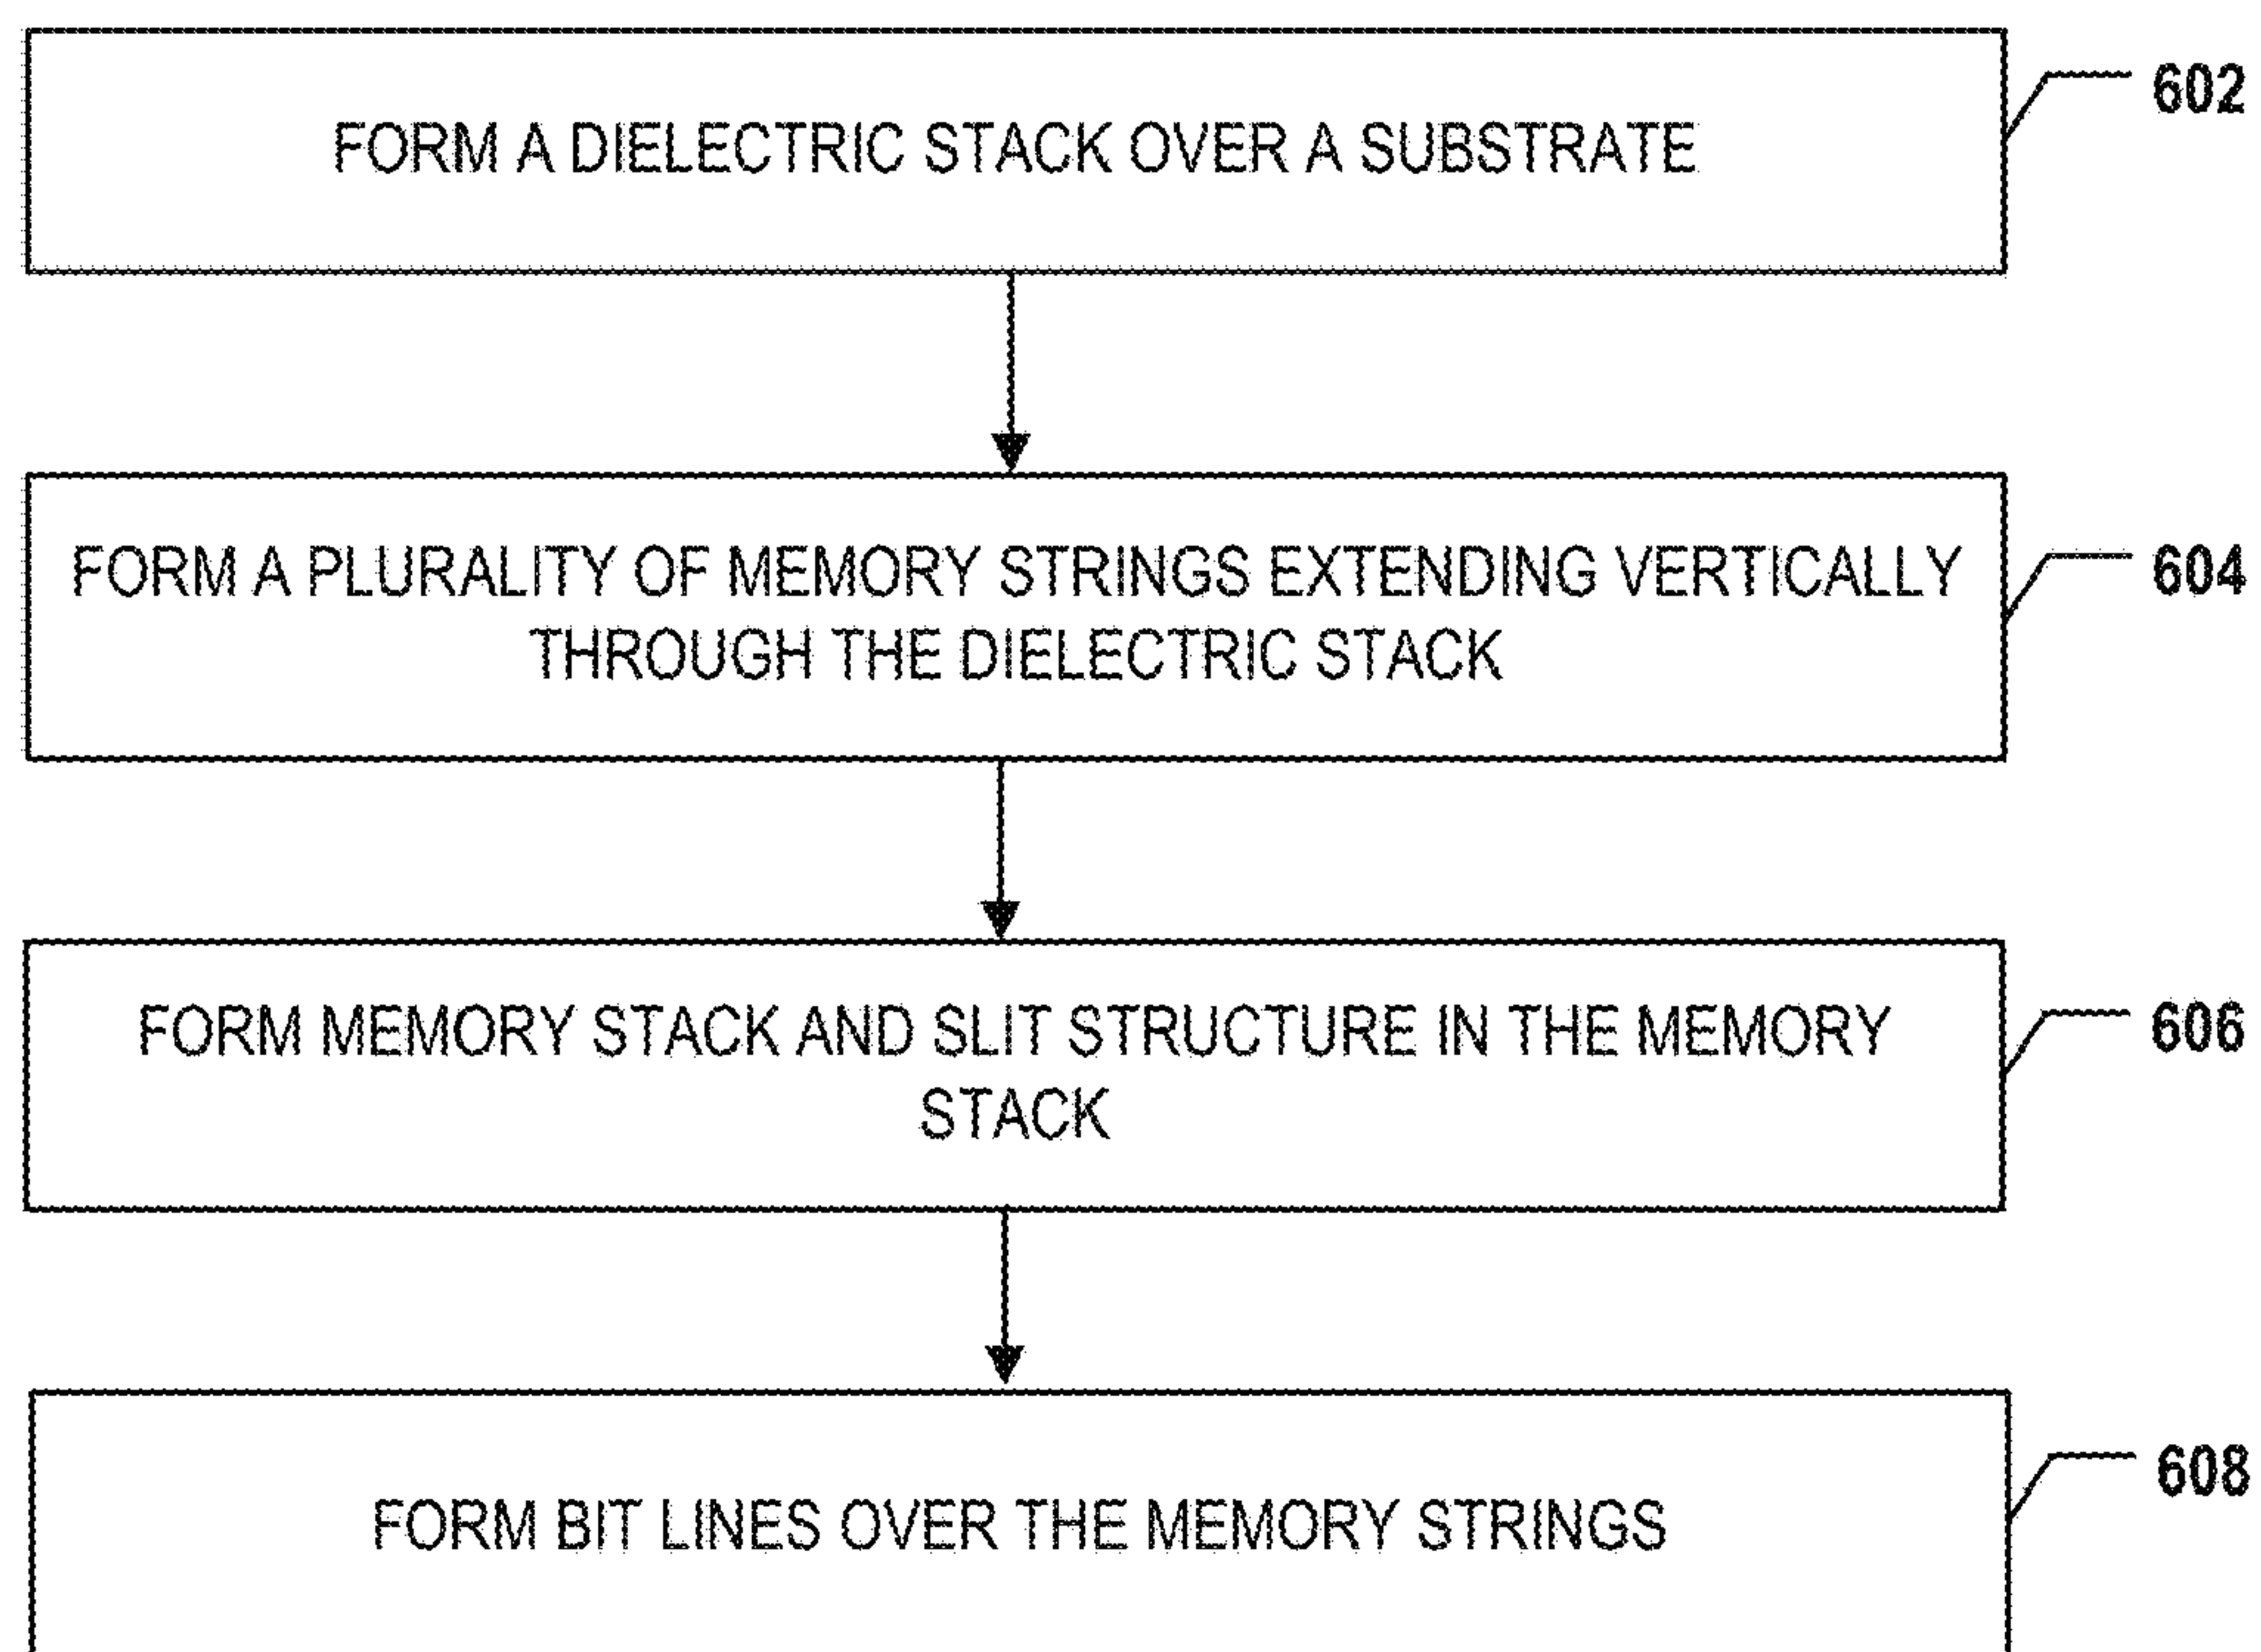 FORM A DIELECTRIC STACK OVER A SUBSTRATE
602
FORM A PLURALITY OF MEMORY STRINGS EXTENDING VERTICALLY
THROUGH THE DIELECTRIC STACK
604
FORM MEMORY STACK AND SLIT STRUCTURE IN THE MEMORY
STACK
606
FORM BIT LINES OVER THE MEMORY STRINGS
608